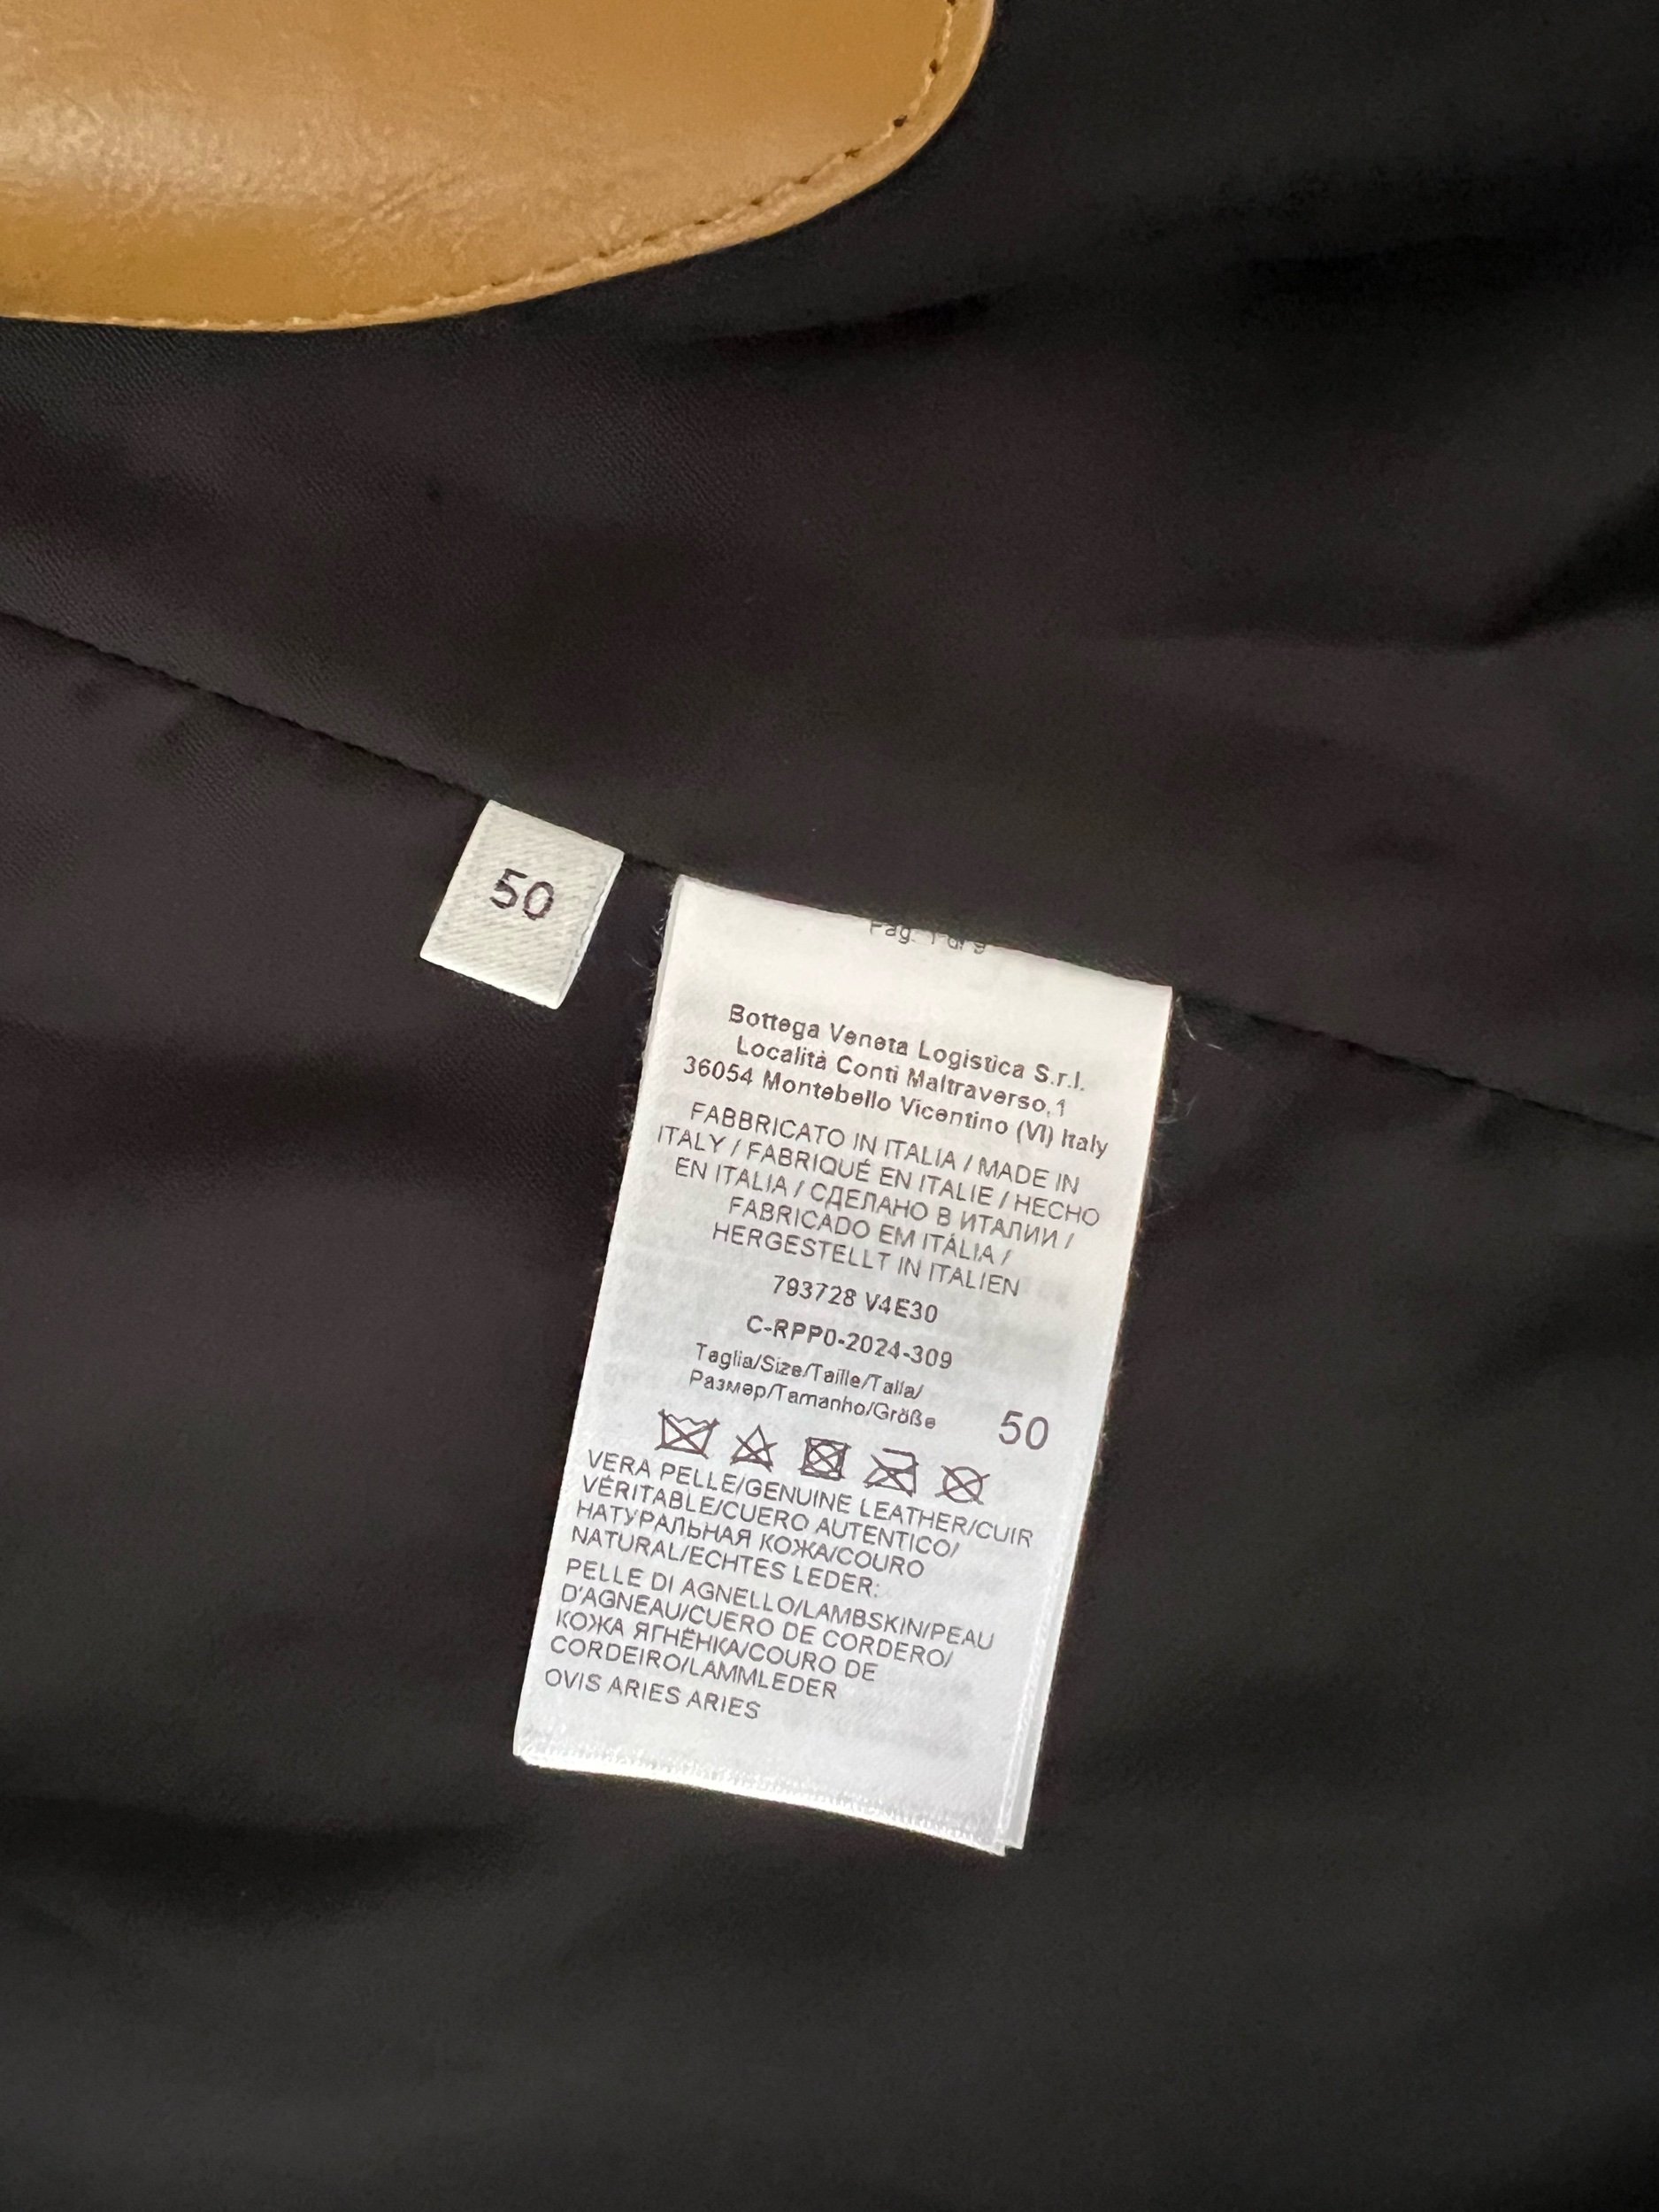 50
Pag. 1 di 9
Bottega Veneta Logistica S.r.l.
Località Conti Maltraverso,1
36054 Montebello Vicentino (VI) Italy
FABBRICATO IN ITALIA / MADE IN
ITALY / FABRIQUÉ EN ITALIE / HECHO
EN ITALIA / СДЕЛАНО В ИТАЛИИ /
FABRICADO EM ITÁLIA /
HERGESTELLT IN ITALIEN
793728 V4E30
C-RPP0-2024-309
Taglia/Size/Taille/Talla/
Размер/Tamanho/Größe 50
VERA PELLE/GENUINE LEATHER/CUIR
VÉRITABLE/CUERO AUTENTICO/
НАТУРАЛЬНАЯ КОЖА/COURO
NATURAL/ECHTES LEDER:
PELLE DI AGNELLO/LAMBSKIN/PEAU
D'AGNEAU/CUERO DE CORDERO/
КОЖА ЯГНЁНКА/COURO DE
CORDEIRO/LAMMLEDER
OVIS ARIES ARIES